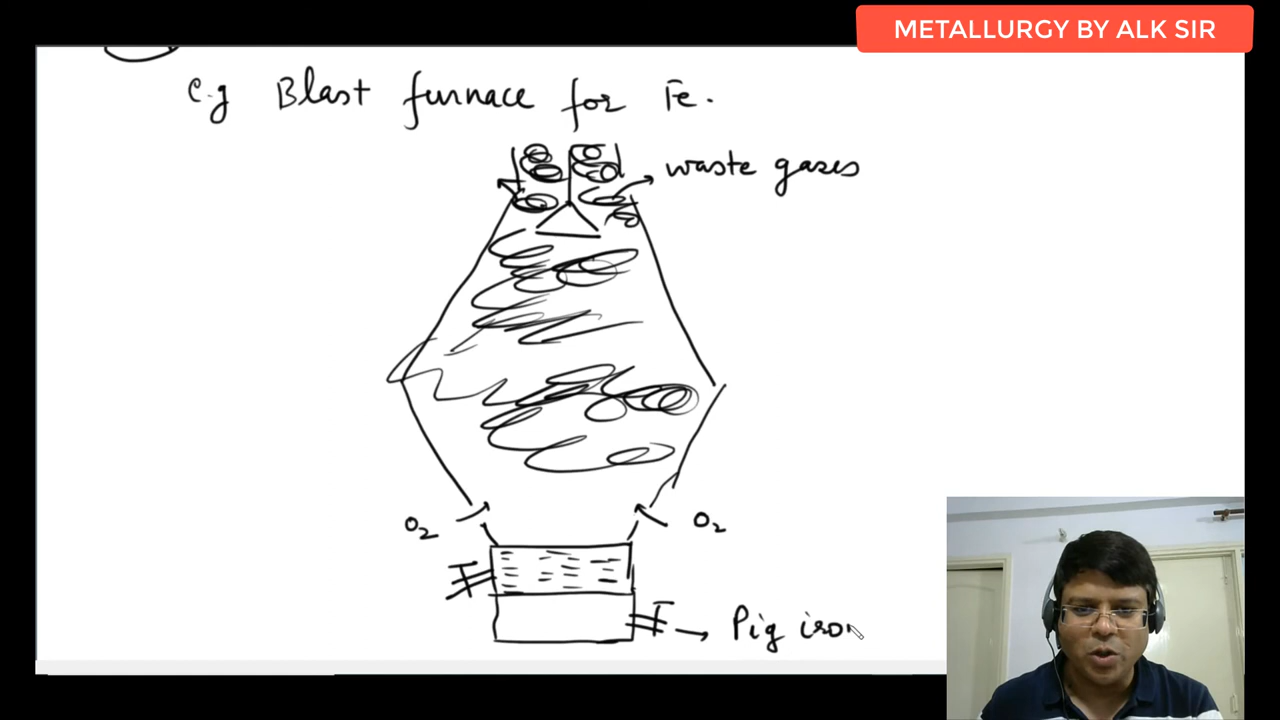 METALLURGY BY ALK SIR
e.g Blast furnace for Fe.
waste gases
O2
O2
Pig iron